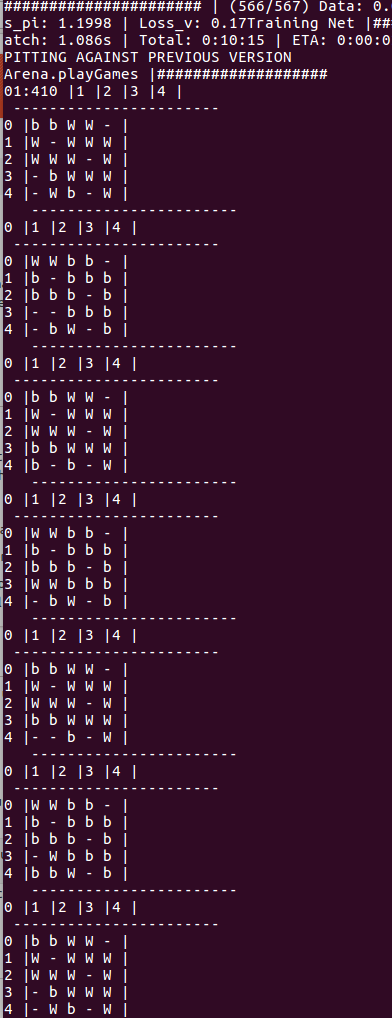 ###################### | (566/567) Data: 0.
s_pi: 1.1998 | Loss_v: 0.17Training Net |##
atch: 1.086s | Total: 0:10:15 | ETA: 0:00:0
PITTING AGAINST PREVIOUS VERSION
Arena.playGames |###################
01:410 |1 |2 |3 |4 |
 -----------------------
0 |b b W W - |
1 |W - W W W |
2 |W W W - W |
3 |- b W W W |
4 |- W b - W |
   -----------------------
0 |1 |2 |3 |4 |
 -----------------------
0 |W W b b - |
1 |b - b b b |
2 |b b b - b |
3 |- - b b b |
4 |- b W - b |
   -----------------------
0 |1 |2 |3 |4 |
 -----------------------
0 |b b W W - |
1 |W - W W W |
2 |W W W - W |
3 |b b W W W |
4 |b - b - W |
   -----------------------
0 |1 |2 |3 |4 |
 -----------------------
0 |W W b b - |
1 |b - b b b |
2 |b b b - b |
3 |W W b b b |
4 |- b W - b |
   -----------------------
0 |1 |2 |3 |4 |
 -----------------------
0 |b b W W - |
1 |W - W W W |
2 |W W W - W |
3 |b b W W W |
4 |- - b - W |
   -----------------------
0 |1 |2 |3 |4 |
 -----------------------
0 |W W b b - |
1 |b - b b b |
2 |b b b - b |
3 |- W b b b |
4 |b b W - b |
   -----------------------
0 |1 |2 |3 |4 |
 -----------------------
0 |b b W W - |
1 |W - W W W |
2 |W W W - W |
3 |- b W W W |
4 |- W b - W |